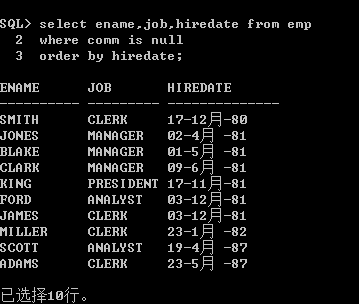 SQL> select ename,job,hiredate from emp
  2  where comm is null
  3  order by hiredate;
ENAME      JOB       HIREDATE
---------- --------- --------------
SMITH      CLERK     17-12月-80
JONES      MANAGER   02-4月 -81
BLAKE      MANAGER   01-5月 -81
CLARK      MANAGER   09-6月 -81
KING       PRESIDENT 17-11月-81
FORD       ANALYST   03-12月-81
JAMES      CLERK     03-12月-81
MILLER     CLERK     23-1月 -82
SCOTT      ANALYST   19-4月 -87
ADAMS      CLERK     23-5月 -87
已选择10行。